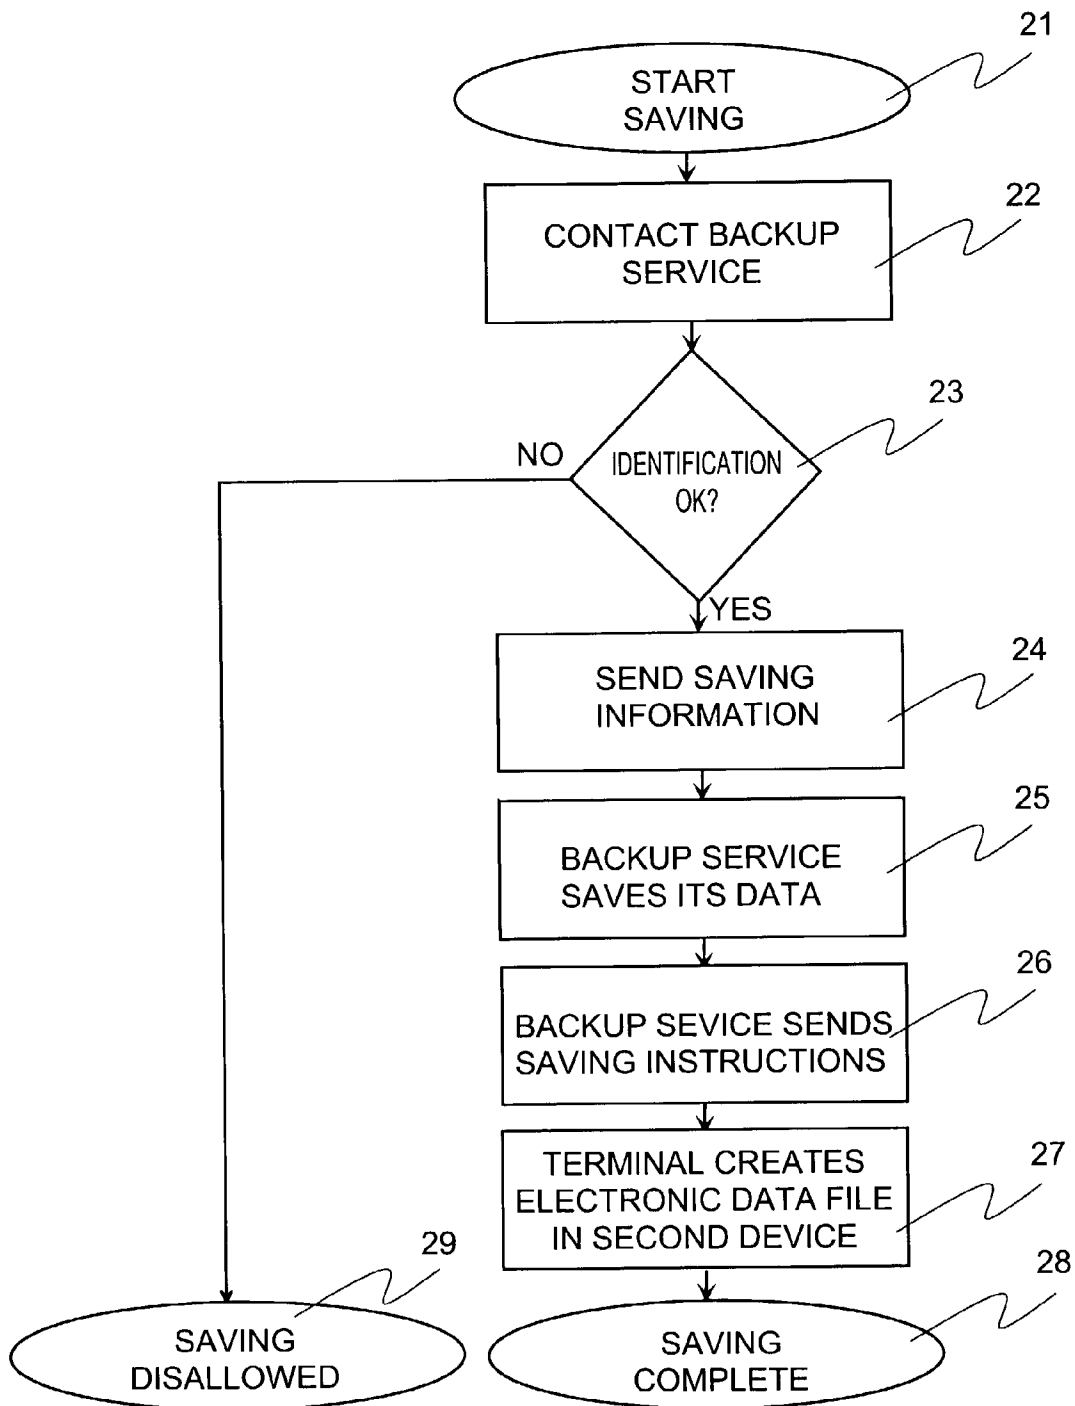 21
START
SAVING
22
CONTACT BACKUP
SERVICE
23
NO
IDENTIFICATION
OK?
YES
24
SEND SAVING
INFORMATION
25
BACKUP SERVICE
SAVES ITS DATA
26
BACKUP SEVICE SENDS
SAVING INSTRUCTIONS
27
TERMINAL CREATES
ELECTRONIC DATA FILE
IN SECOND DEVICE
29
28
SAVING
DISALLOWED
SAVING
COMPLETE